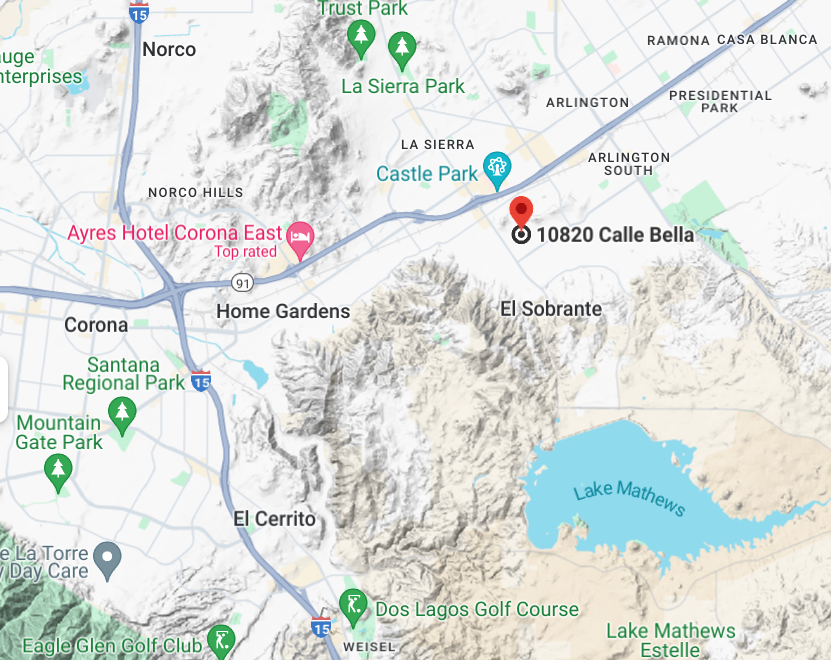 Trust Park
15
Norco
auge
nterprises
La Sierra Park
RAMONA
CASA BLANCA
ARLINGTON
PRESIDENTIAL
PARK
LA SIERRA
Castle Park
ARLINGTON
SOUTH
NORCO HILLS
Ayres Hotel Corona East
Top rated
10820 Calle Bella
91
Home Gardens
El Sobrante
Corona
Santana
Regional Park
15
Mountain
Gate Park
Lake Mathews
El Cerrito
e La Torre
y Day Care
Dos Lagos Golf Course
15
WEISEL
Eagle Glen Golf Club
Lake Mathews
Estelle